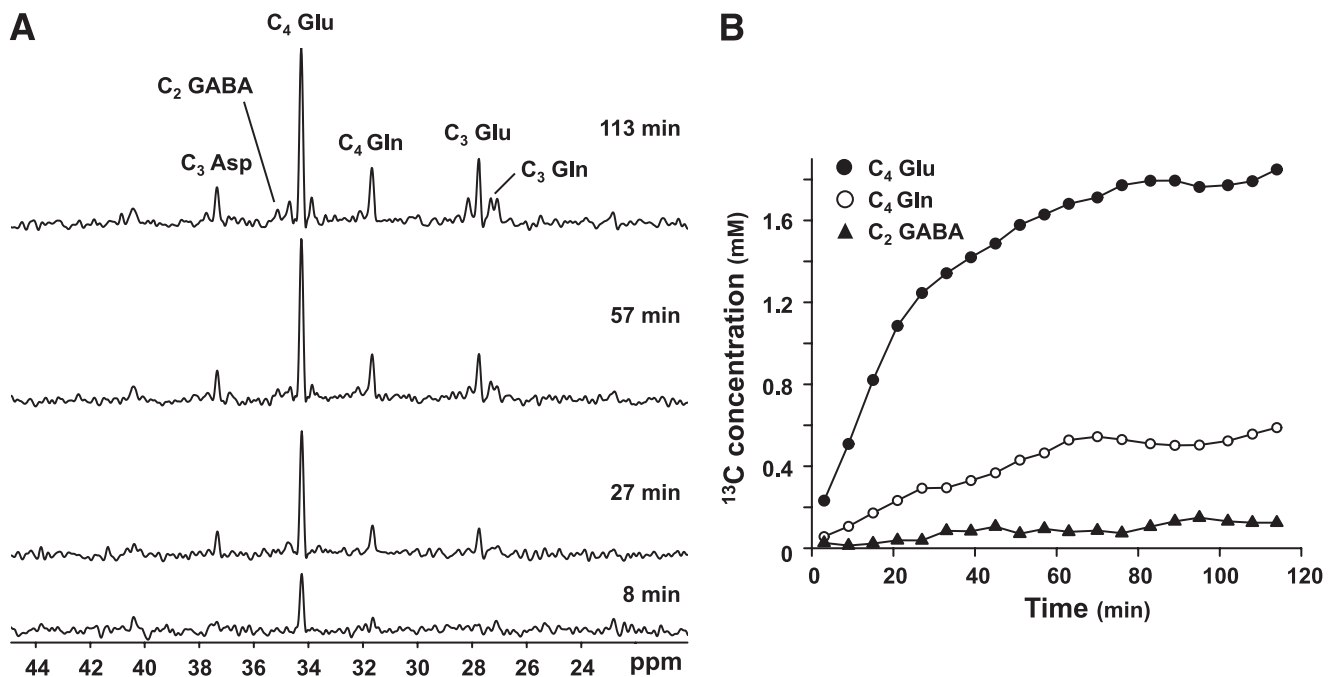 A
C₄ Glu
C₂ GABA
C₃ Asp
C₄ Gln
C₃ Glu
C₃ Gln
113 min
57 min
27 min
8 min
44 42 40 38 36 34 32 30 28 26 24 ppm
B
C₄ Glu
C₄ Gln
C₂ GABA
¹³C concentration (mM)
1.6
1.2
0.8
0.4
0
0 20 40 60 80 100 120
Time (min)